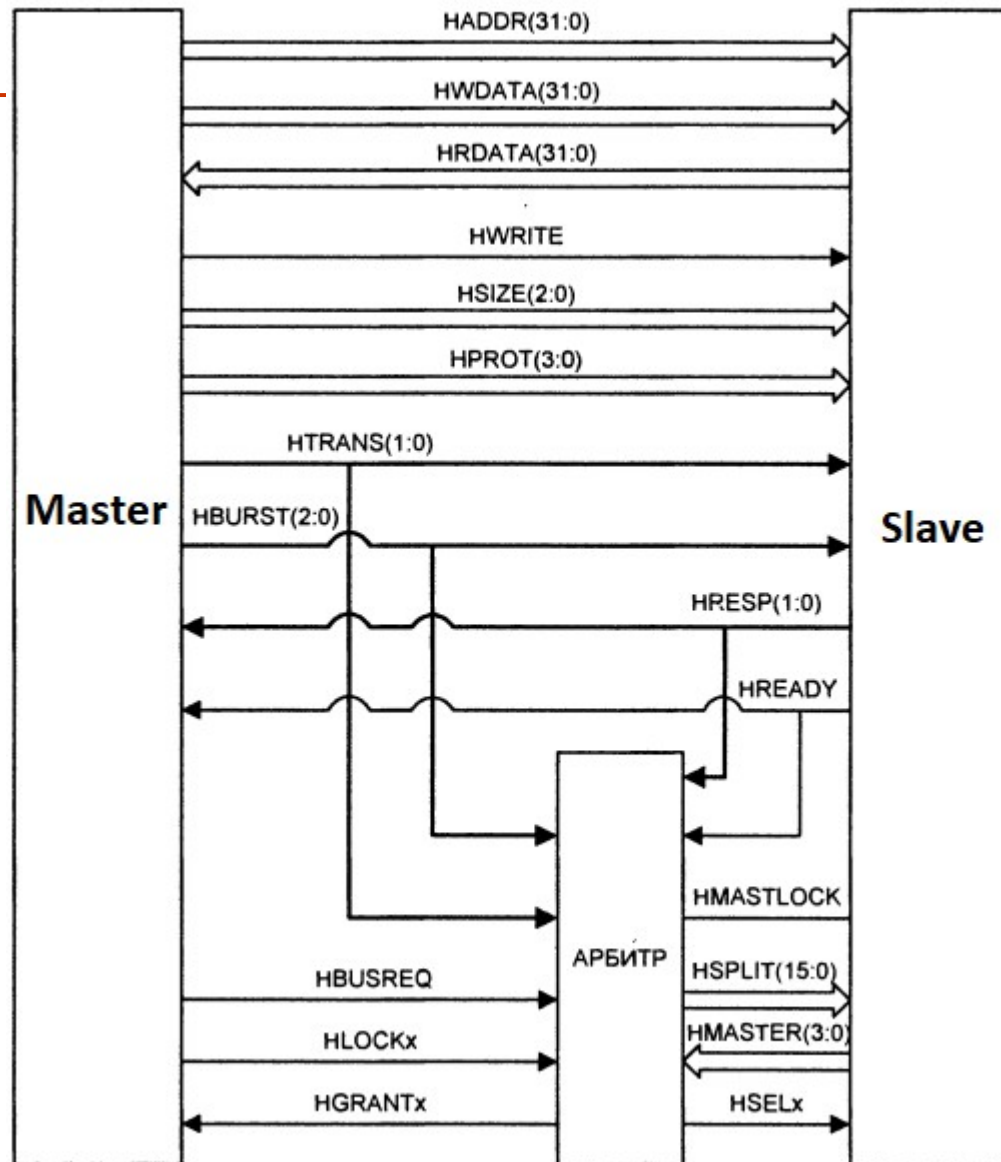 HADDR(31:0)
HWDATA(31:0)
HRDATA(31:0)
HWRITE
HSIZE(2:0)
HPROT(3:0)
HTRANS(1:0)
Master
HBURST(2:0)
Slave
HRESP(1:0)
HREADY
HMASTLOCK
АРБИТР
HBUSREQ
HSPLIT(15:0)
HLOCKx
HMASTER(3:0)
HGRANTx
HSELx